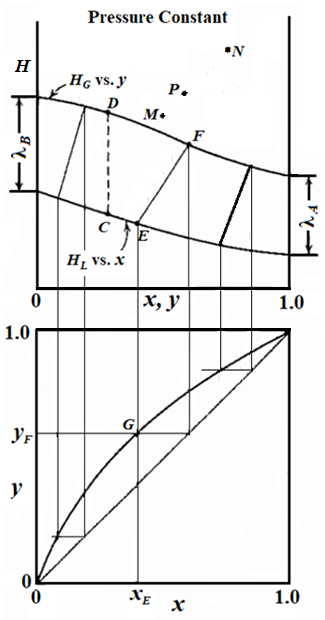 Pressure Constant
N
H
H_G vs. y
P
D
M
F
λ_B
λ_A
C
E
H_L vs. x
0
x, y
1.0
1.0
G
y_F
y
0
0
x_E
x
1.0